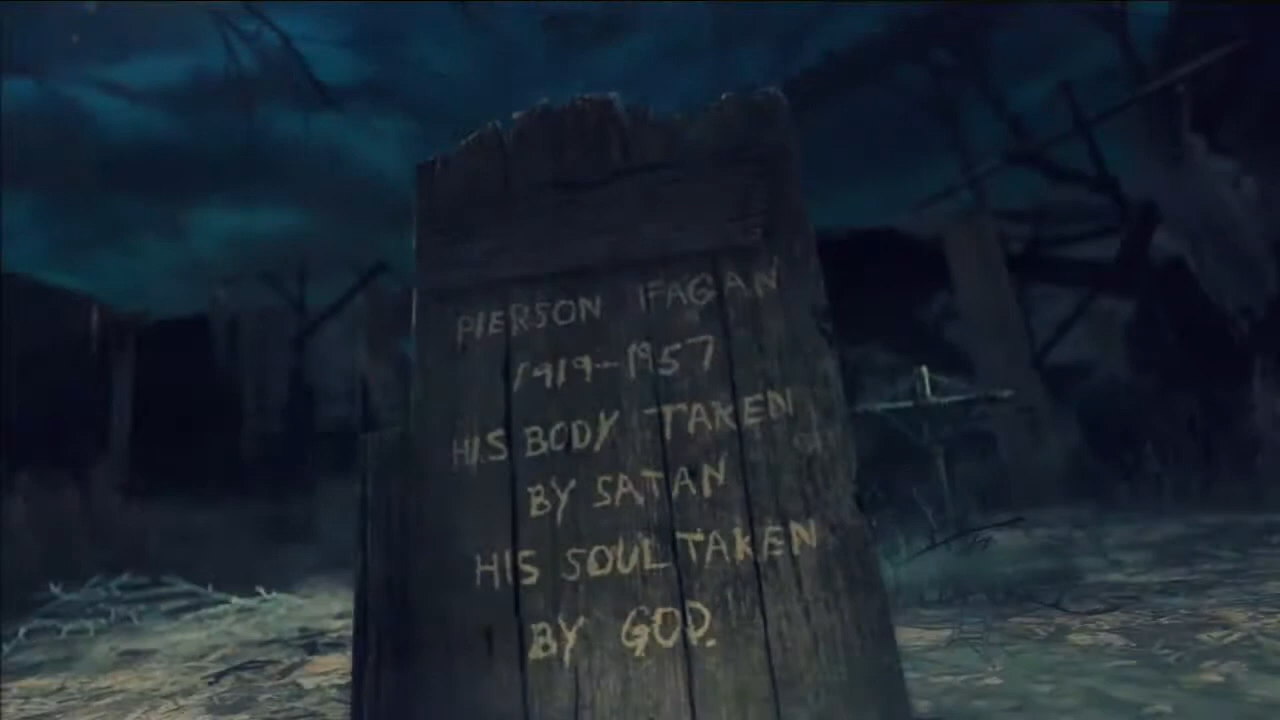 PIERSON FAGAN
1919-1957
HIS BODY TAKEN
BY SATAN
HIS SOUL TAKEN
BY GOD.